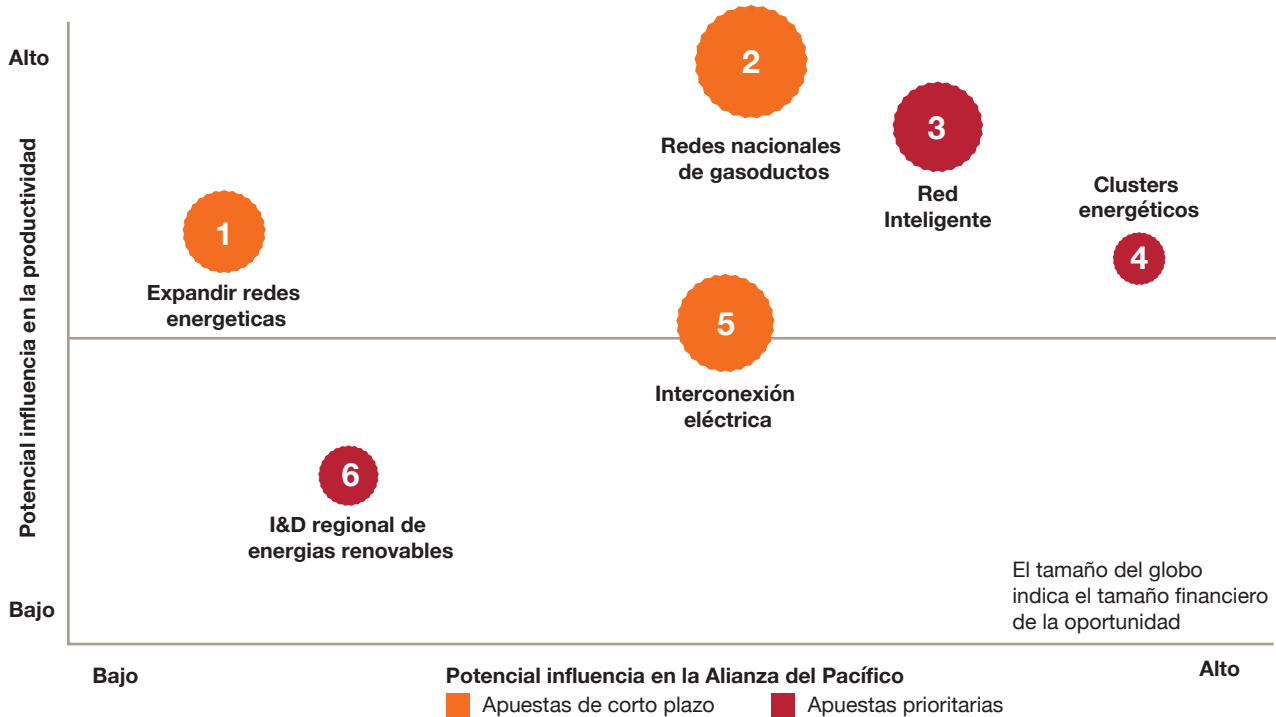 Alto
Potencial influencia en la productividad
Bajo
2
Redes nacionales
de gasoductos
3
Red
Inteligente
Clusters
energéticos
4
1
Expandir redes
energeticas
5
Interconexión
eléctrica
6
I&D regional de
energias renovables
El tamaño del globo
indica el tamaño financiero
de la oportunidad
Bajo
Potencial influencia en la Alianza del Pacífico
Alto
Apuestas de corto plazo
Apuestas prioritarias